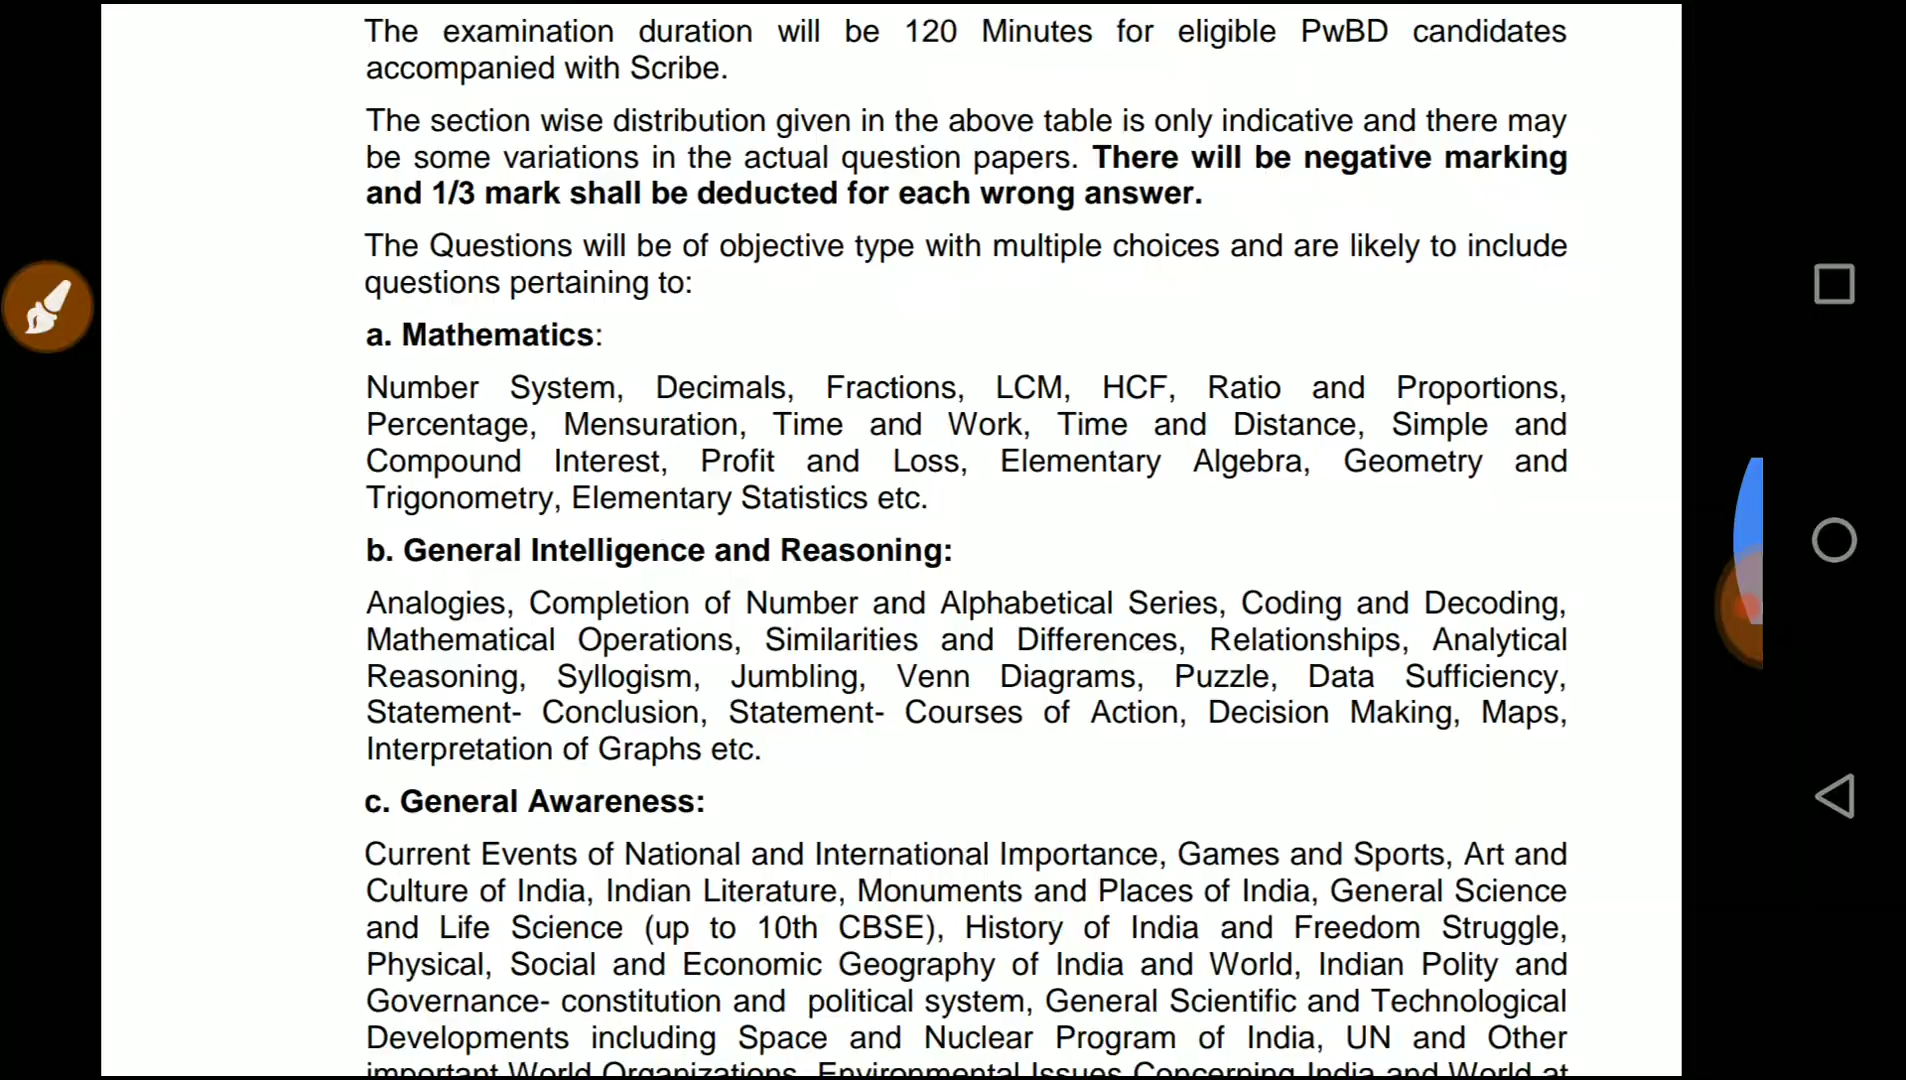 The examination duration will be 120 Minutes for eligible PwBD candidates
accompanied with Scribe.
The section wise distribution given in the above table is only indicative and there may
be some variations in the actual question papers. There will be negative marking
and 1/3 mark shall be deducted for each wrong answer.
The Questions will be of objective type with multiple choices and are likely to include
questions pertaining to:
a. Mathematics:
Number System, Decimals, Fractions, LCM, HCF, Ratio and Proportions,
Percentage, Mensuration, Time and Work, Time and Distance, Simple and
Compound Interest, Profit and Loss, Elementary Algebra, Geometry and
Trigonometry, Elementary Statistics etc.
b. General Intelligence and Reasoning:
Analogies, Completion of Number and Alphabetical Series, Coding and Decoding,
Mathematical Operations, Similarities and Differences, Relationships, Analytical
Reasoning, Syllogism, Jumbling, Venn Diagrams, Puzzle, Data Sufficiency,
Statement- Conclusion, Statement- Courses of Action, Decision Making, Maps,
Interpretation of Graphs etc.
c. General Awareness:
Current Events of National and International Importance, Games and Sports, Art and
Culture of India, Indian Literature, Monuments and Places of India, General Science
and Life Science (up to 10th CBSE), History of India and Freedom Struggle,
Physical, Social and Economic Geography of India and World, Indian Polity and
Governance- constitution and political system, General Scientific and Technological
Developments including Space and Nuclear Program of India, UN and Other
important World Organizations, Environmental Issues Concerning India and World at